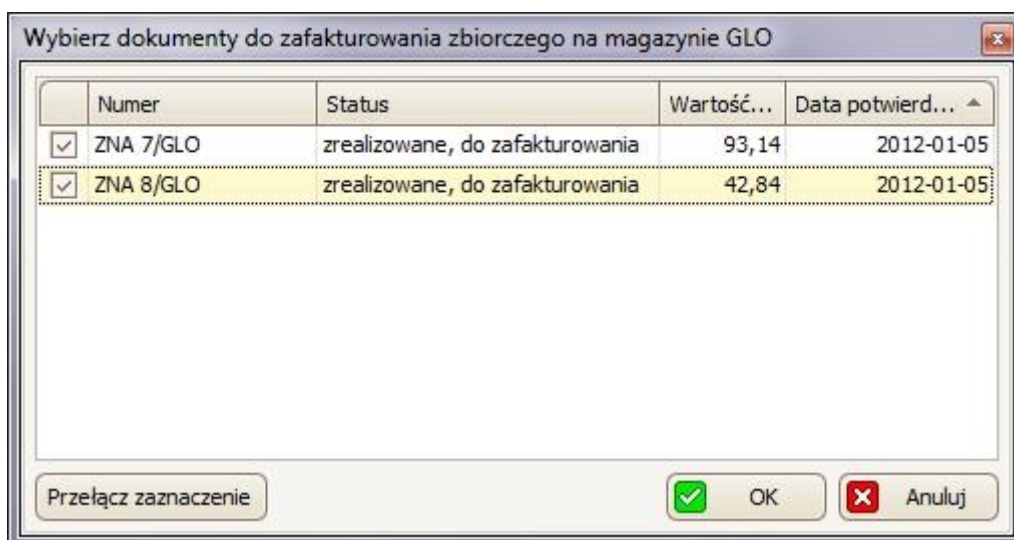 Wybierz dokumenty do zafakturowania zbiorczego na magazynie GLO
Numer Status Wartość... Data potwierd...
ZNA 7/GLO zrealizowane, do zafakturowania 93,14 2012-01-05
ZNA 8/GLO zrealizowane, do zafakturowania 42,84 2012-01-05
Przełącz zaznaczenie OK Anuluj